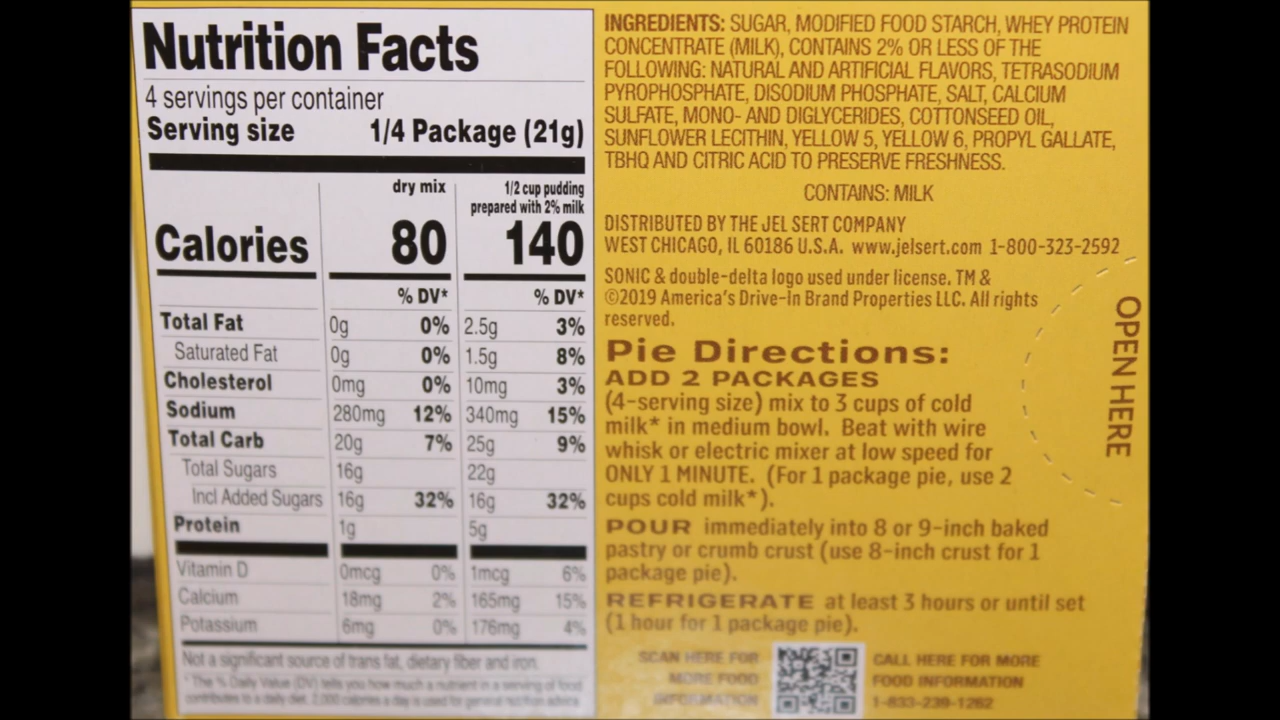 Nutrition Facts
4 servings per container
Serving size 1/4 Package (21g)
dry mix 1/2 cup pudding
prepared with 2% milk
Calories 80 140
% DV* % DV*
Total Fat 0g 0% 2.5g 3%
Saturated Fat 0g 0% 1.5g 8%
Cholesterol 0mg 0% 10mg 3%
Sodium 280mg 12% 340mg 15%
Total Carb 20g 7% 25g 9%
Total Sugars 16g 22g
Incl Added Sugars 16g 32% 16g 32%
Protein 1g 5g
Vitamin D 0mcg 0% 1mcg 6%
Calcium 18mg 2% 165mg 15%
Potassium 6mg 0% 176mg 4%
Not a significant source of trans fat, dietary fiber and iron.
* The % Daily Value (DV) tells you how much a nutrient in a serving of food
contributes to a daily diet. 2,000 calories a day is used for general nutrition advice.
INGREDIENTS: SUGAR, MODIFIED FOOD STARCH, WHEY PROTEIN
CONCENTRATE (MILK), CONTAINS 2% OR LESS OF THE
FOLLOWING: NATURAL AND ARTIFICIAL FLAVORS, TETRASODIUM
PYROPHOSPHATE, DISODIUM PHOSPHATE, SALT, CALCIUM
SULFATE, MONO- AND DIGLYCERIDES, COTTONSEED OIL,
SUNFLOWER LECITHIN, YELLOW 5, YELLOW 6, PROPYL GALLATE,
TBHQ AND CITRIC ACID TO PRESERVE FRESHNESS.
CONTAINS: MILK
DISTRIBUTED BY THE JEL SERT COMPANY
WEST CHICAGO, IL 60186 U.S.A. www.jelsert.com 1-800-323-2592
SONIC & double-delta logo used under license. TM &
©2019 America's Drive-In Brand Properties LLC. All rights
reserved.
Pie Directions:
ADD 2 PACKAGES
(4-serving size) mix to 3 cups of cold
milk* in medium bowl. Beat with wire
whisk or electric mixer at low speed for
ONLY 1 MINUTE. (For 1 package pie, use 2
cups cold milk*).
POUR immediately into 8 or 9-inch baked
pastry or crumb crust (use 8-inch crust for 1
package pie).
REFRIGERATE at least 3 hours or until set
(1 hour for 1 package pie).
SCAN HERE FOR
MORE FOOD
INFORMATION
CALL HERE FOR MORE
FOOD INFORMATION
1-833-239-1262
OPEN HERE